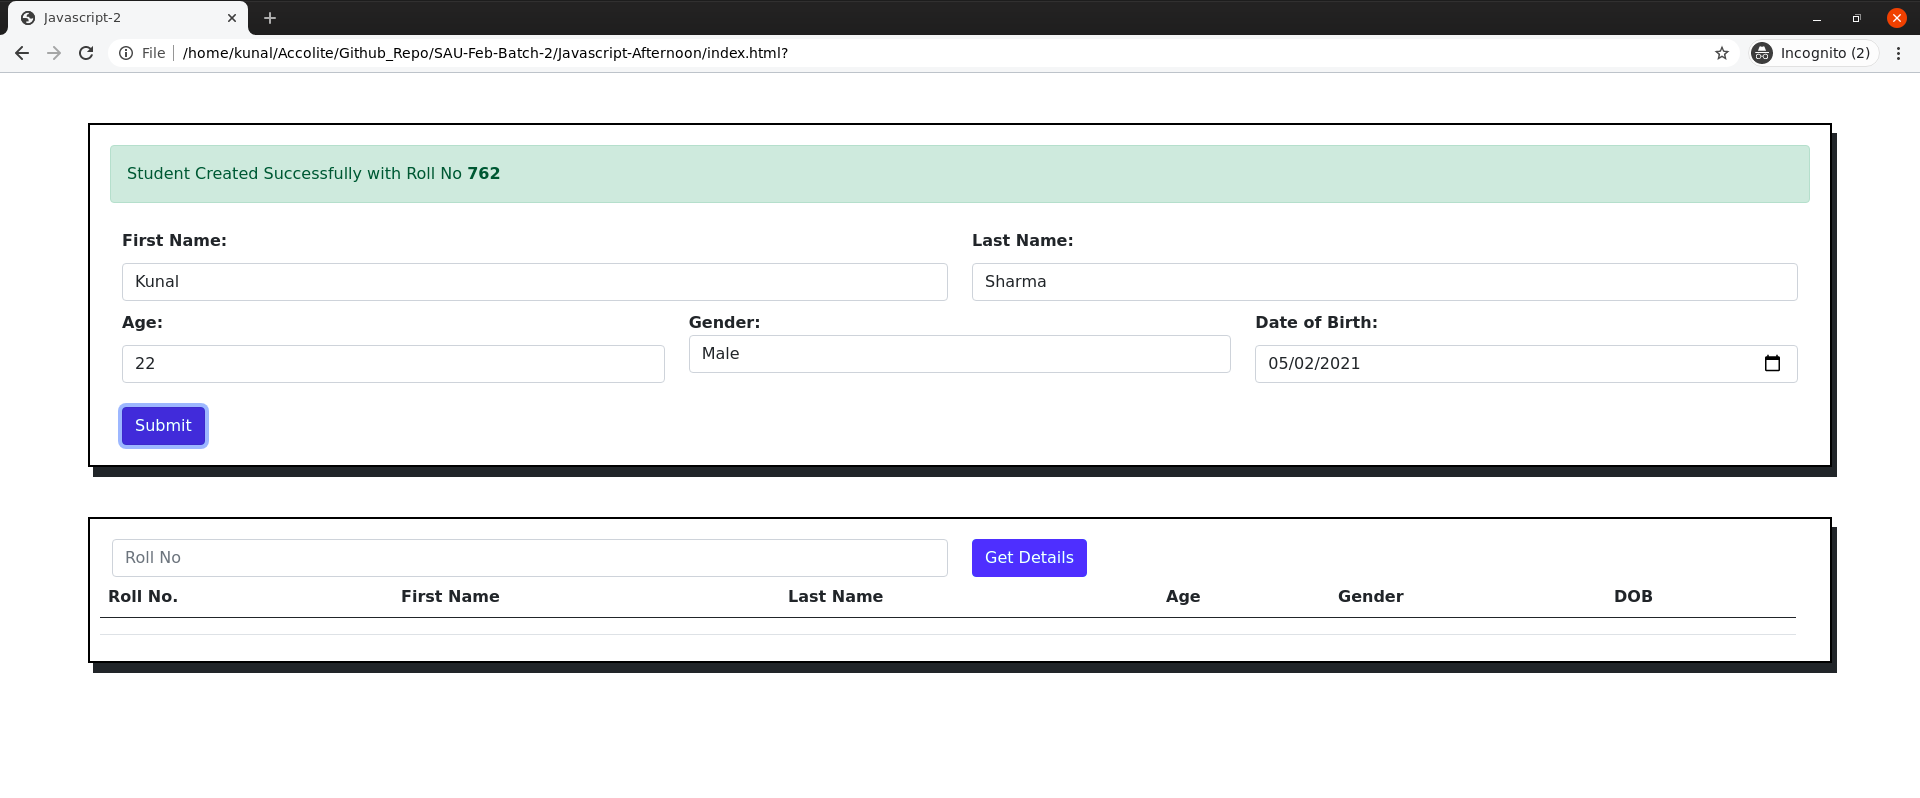 Javascript-2
File /home/kunal/Accolite/Github_Repo/SAU-Feb-Batch-2/Javascript-Afternoon/index.html? Incognito (2)
Student Created Successfully with Roll No 762
First Name: Last Name:
Kunal Sharma
Age: Gender: Date of Birth:
22 Male 05/02/2021
Submit
Roll No Get Details
Roll No. First Name Last Name Age Gender DOB